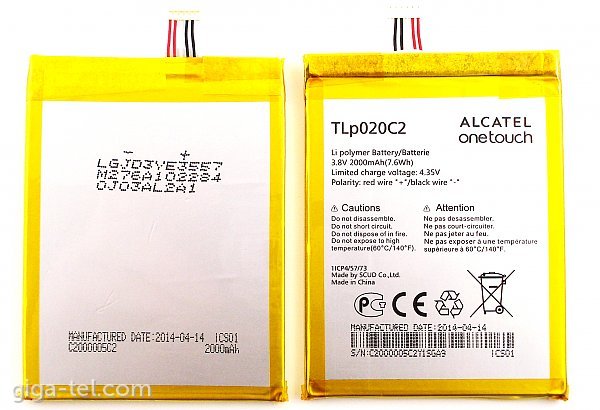 - +
LGJD3YE3557
M276A102284
0J03AL2A1
MANUFACTURED DATE:2014-04-14 ICS01
C2000005C2 2000mAh
giga-tel.com
TLp020C2
ALCATEL
onetouch
Li polymer Battery/Batterie
3.8V 2000mAh(7.6Wh)
Limited charge voltage: 4.35V
Polarity: red wire "+"/black wire "-"
Cautions
Do not disassemble.
Do not short circuit.
Do not dispose of in fire.
Do not expose to high
temperature(60°C/140°F).
Attention
Ne pas désassembler.
Ne pas court-circuiter.
Ne pas jeter au feu.
Ne pas exposer à une température
supérieure à 60°C/140°F.
1ICP4/57/73
Made by SCUD Co.,Ltd.
Made in China
MANUFACTURED DATE:2014-04-14
S/N:C2000005C2Y1SGA9 ICS01